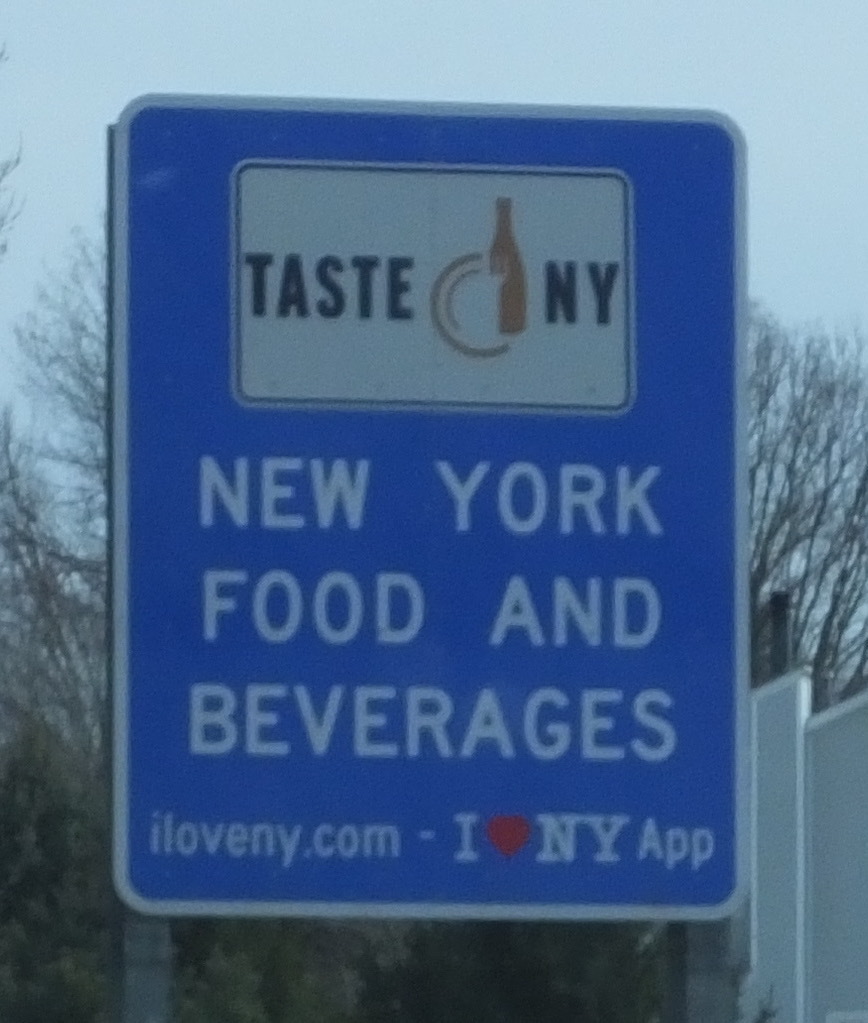 TASTE NY
NEW YORK
FOOD AND
BEVERAGES
iloveny.com - I ♥ NY App